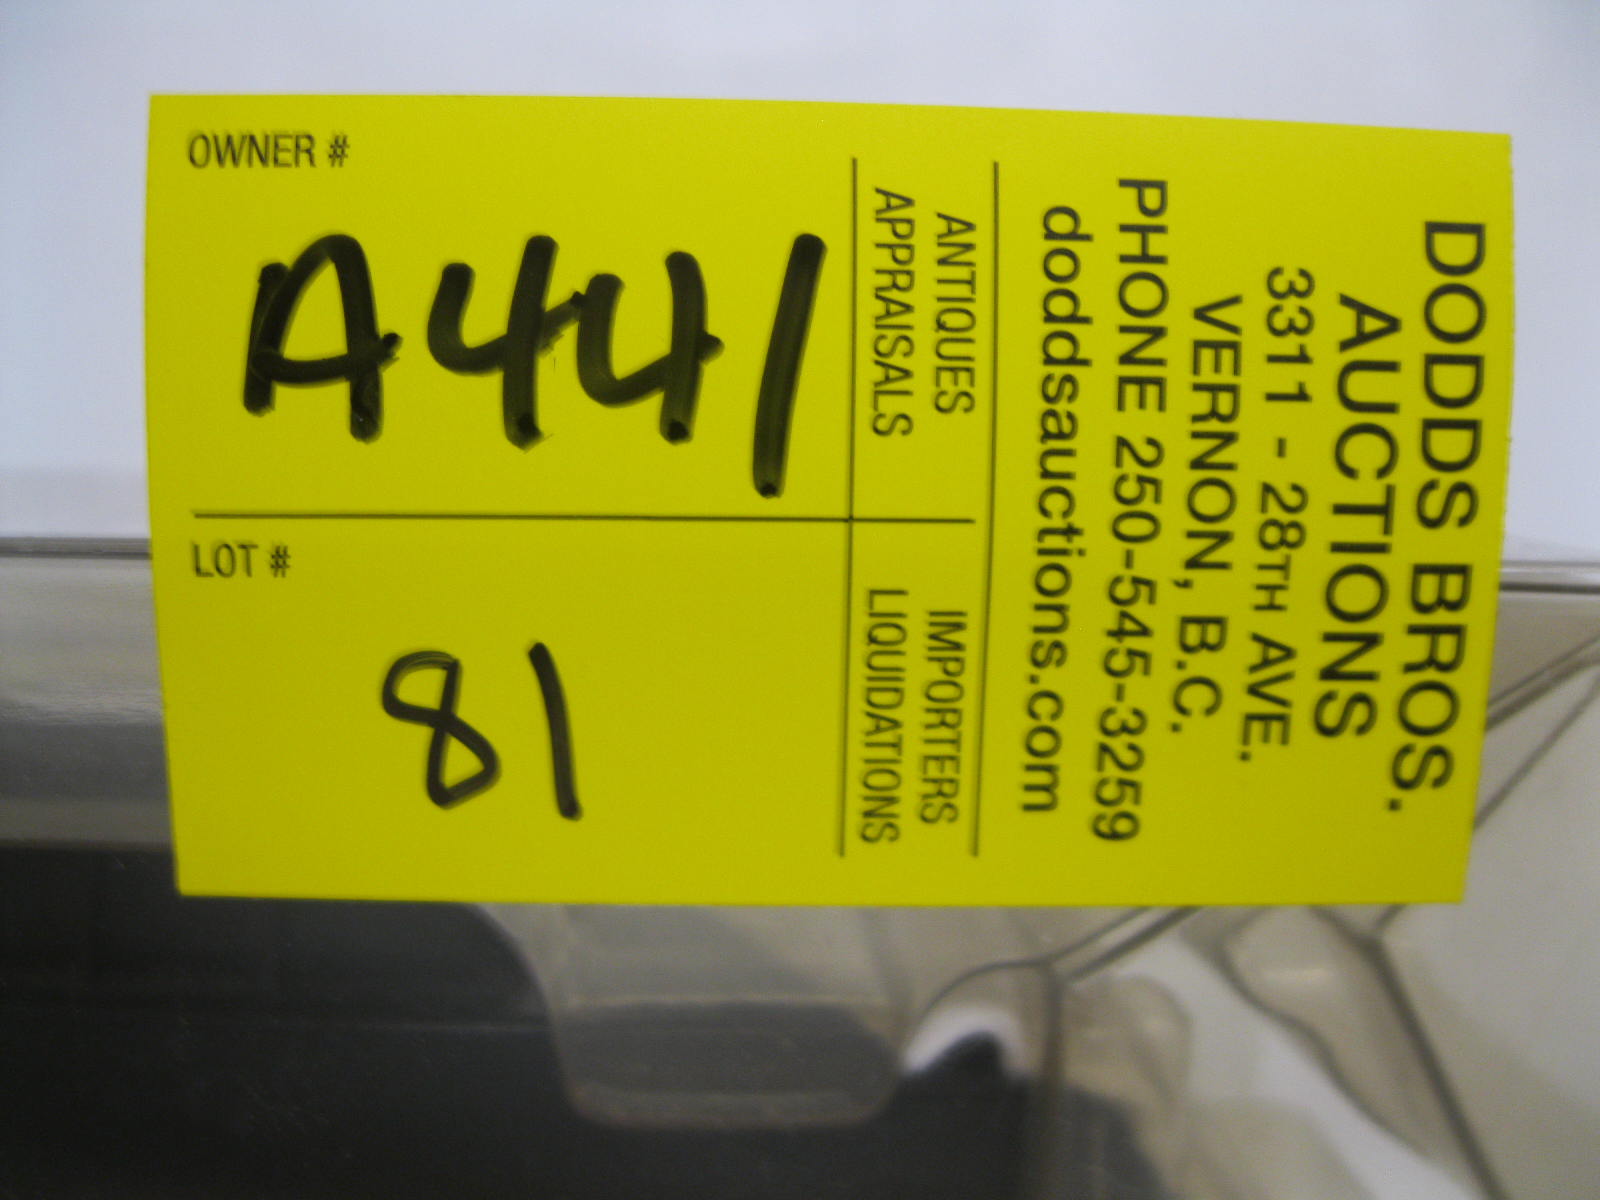 DODDS BROS.
AUCTIONS
3311 - 28TH AVE.
VERNON, B.C.
PHONE 250-545-3259
doddsauctions.com
ANTIQUES
APPRAISALS
IMPORTERS
LIQUIDATIONS
OWNER #
A441
LOT #
81